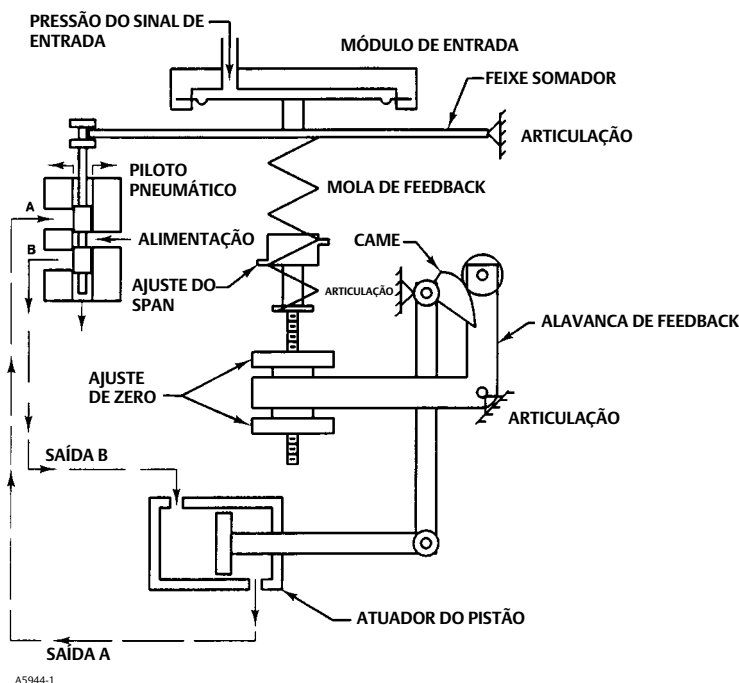 PRESSÃO DO SINAL DE
ENTRADA
MÓDULO DE ENTRADA
FEIXE SOMADOR
ARTICULAÇÃO
PILOTO
PNEUMÁTICO
MOLA DE FEEDBACK
A
ALIMENTAÇÃO
B
CAME
AJUSTE DO
SPAN
ARTICULAÇÃO
ALAVANCA DE FEEDBACK
AJUSTE
DE ZERO
ARTICULAÇÃO
SAÍDA B
ATUADOR DO PISTÃO
SAÍDA A
A5944-1